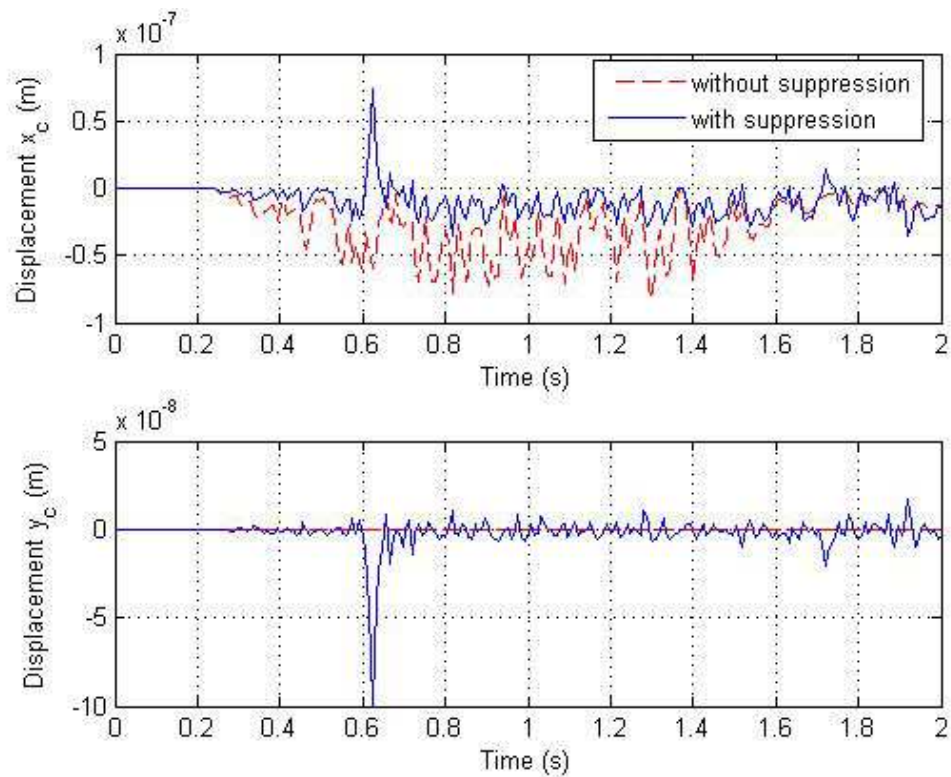 x 10-7
1
0.5
0
-0.5
-1
Displacement x_c (m)
without suppression
with suppression
0 0.2 0.4 0.6 0.8 1 1.2 1.4 1.6 1.8 2
Time (s)
x 10-8
5
0
-5
-10
Displacement y_c (m)
0 0.2 0.4 0.6 0.8 1 1.2 1.4 1.6 1.8 2
Time (s)